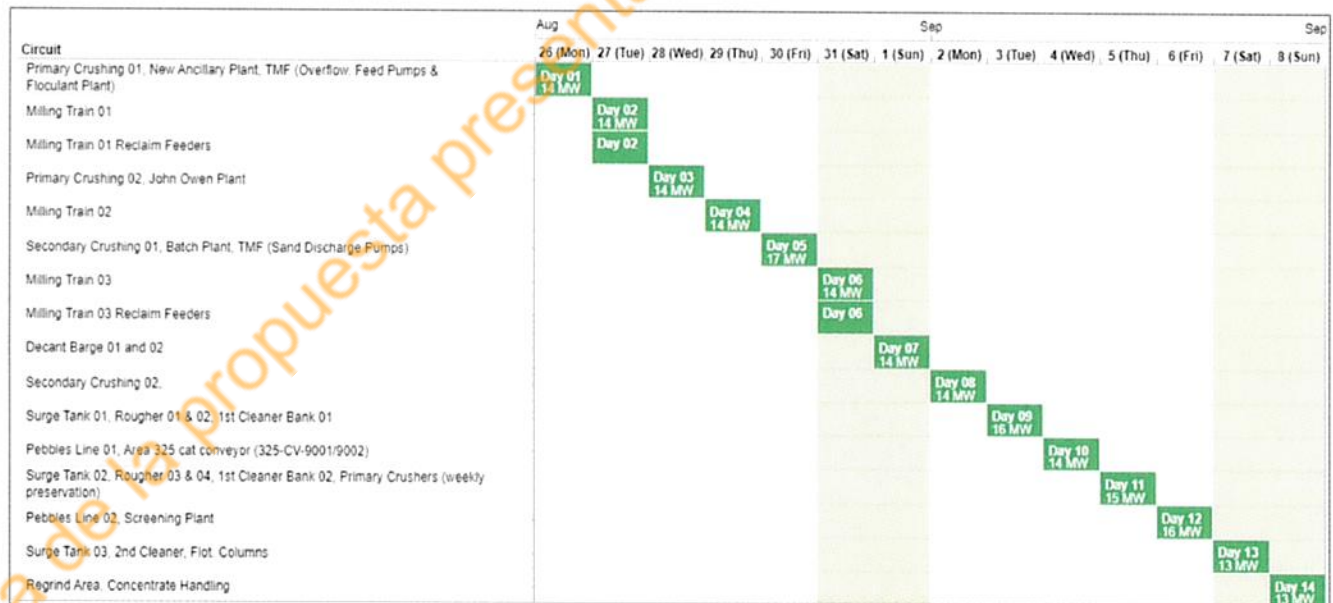 Aug Sep Sep
Circuit 26 (Mon) 27 (Tue) 28 (Wed) 29 (Thu) 30 (Fri) 31 (Sat) 1 (Sun) 2 (Mon) 3 (Tue) 4 (Wed) 5 (Thu) 6 (Fri) 7 (Sat) 8 (Sun)
Primary Crushing 01, New Ancillary Plant, TMF (Overflow, Feed Pumps &
Floculant Plant)
Day 01
14 MW
Milling Train 01
Day 02
14 MW
Milling Train 01 Reclaim Feeders
Day 02
Primary Crushing 02, John Owen Plant
Day 03
14 MW
Milling Train 02
Day 04
14 MW
Secondary Crushing 01, Batch Plant, TMF (Sand Discharge Pumps)
Day 05
17 MW
Milling Train 03
Day 06
14 MW
Milling Train 03 Reclaim Feeders
Day 06
Decant Barge 01 and 02
Day 07
14 MW
Secondary Crushing 02,
Day 08
14 MW
Surge Tank 01, Rougher 01 & 02, 1st Cleaner Bank 01
Day 09
16 MW
Pebbles Line 01, Area 325 cat conveyor (325-CV-9001/9002)
Day 10
14 MW
Surge Tank 02, Rougher 03 & 04, 1st Cleaner Bank 02, Primary Crushers (weekly
preservation)
Day 11
15 MW
Pebbles Line 02, Screening Plant
Day 12
16 MW
Surge Tank 03, 2nd Cleaner, Flot. Columns
Day 13
13 MW
Regrind Area, Concentrate Handling
Day 14
13 MW
a de la propuesta present